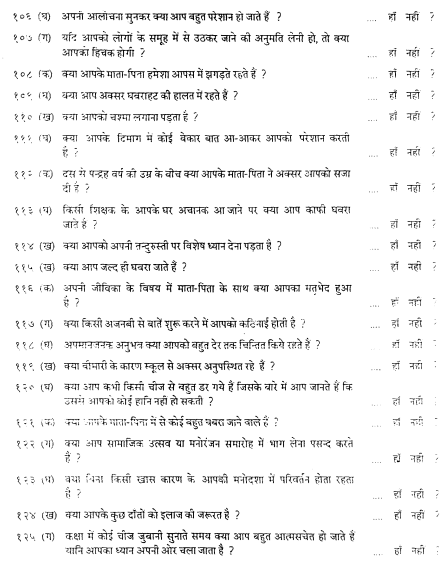 १०६ (घ) अपनी आलोचना सुनकर क्या आप बहुत परेशान हो जाते हैं ? .... हाँ नहीं ?
१०७ (ग) यदि आपको लोगों के समूह में से उठकर जाने की अनुमति लेनी हो, तो क्या
आपको हिचक होगी ? .... हाँ नहीं ?
१०८ (क) क्या आपके माता-पिता हमेशा आपस में झगड़ते रहते हैं ? .... हाँ नहीं ?
१०९ (घ) क्या आप अक्सर घबराहट की हालत में रहते हैं ? .... हाँ नहीं ?
११० (ख) क्या आपको चश्मा लगाना पड़ता है ? .... हाँ नहीं ?
१११ (घ) क्या आपके दिमाग में कोई बेकार बात आ-आकर आपको परेशान करती
है ? .... हाँ नहीं ?
११२ (क) दस से पन्द्रह वर्ष की उम्र के बीच क्या आपके माता-पिता ने अक्सर आपको सजा
दी है ? .... हाँ नहीं ?
११३ (घ) किसी शिक्षक के आपके घर अचानक आ जाने पर क्या आप काफी घबरा
जाते हैं ? .... हाँ नहीं ?
११४ (ख) क्या आपको अपनी तन्दुरुस्ती पर विशेष ध्यान देना पड़ता है ? .... हाँ नहीं ?
११५ (ख) क्या आप जल्द ही घबरा जाते हैं ? .... हाँ नहीं ?
११६ (क) अपनी जीविका के विषय में माता-पिता के साथ क्या आपका मतभेद हुआ
है ? .... हाँ नहीं ?
११७ (ग) क्या किसी अजनबी से बातें शुरू करने में आपको कठिनाई होती है ? .... हाँ नहीं ?
११८ (घ) अपमानजनक अनुभव क्या आपको बहुत देर तक चिन्तित किये रहते हैं ? .... हाँ नहीं ?
११९ (ख) क्या बीमारी के कारण स्कूल से अक्सर अनुपस्थित रहे हैं ? .... हाँ नहीं ?
१२० (घ) क्या आप कभी किसी चीज से बहुत डर गये हैं जिसके बारे में आप जानते हैं कि
उससे आपको कोई हानि नहीं हो सकती ? .... हाँ नहीं ?
१२१ (क) क्या आपके माता-पिता में से कोई बहुत घबरा जाने वाले हैं ? .... हाँ नहीं ?
१२२ (ग) क्या आप सामाजिक उत्सव या मनोरंजन समारोह में भाग लेना पसन्द करते
हैं ? .... हाँ नहीं ?
१२३ (घ) क्या बिना किसी खास कारण के आपकी मनोदशा में परिवर्तन होता रहता
है ? .... हाँ नहीं ?
१२४ (ख) क्या आपके कुछ दाँतों को इलाज की जरूरत है ? .... हाँ नहीं ?
१२५ (ग) कक्षा में कोई चीज जुबानी सुनाते समय क्या आप बहुत आत्मसचेत हो जाते हैं
यानि आपका ध्यान अपनी ओर चला जाता है ? .... हाँ नहीं ?